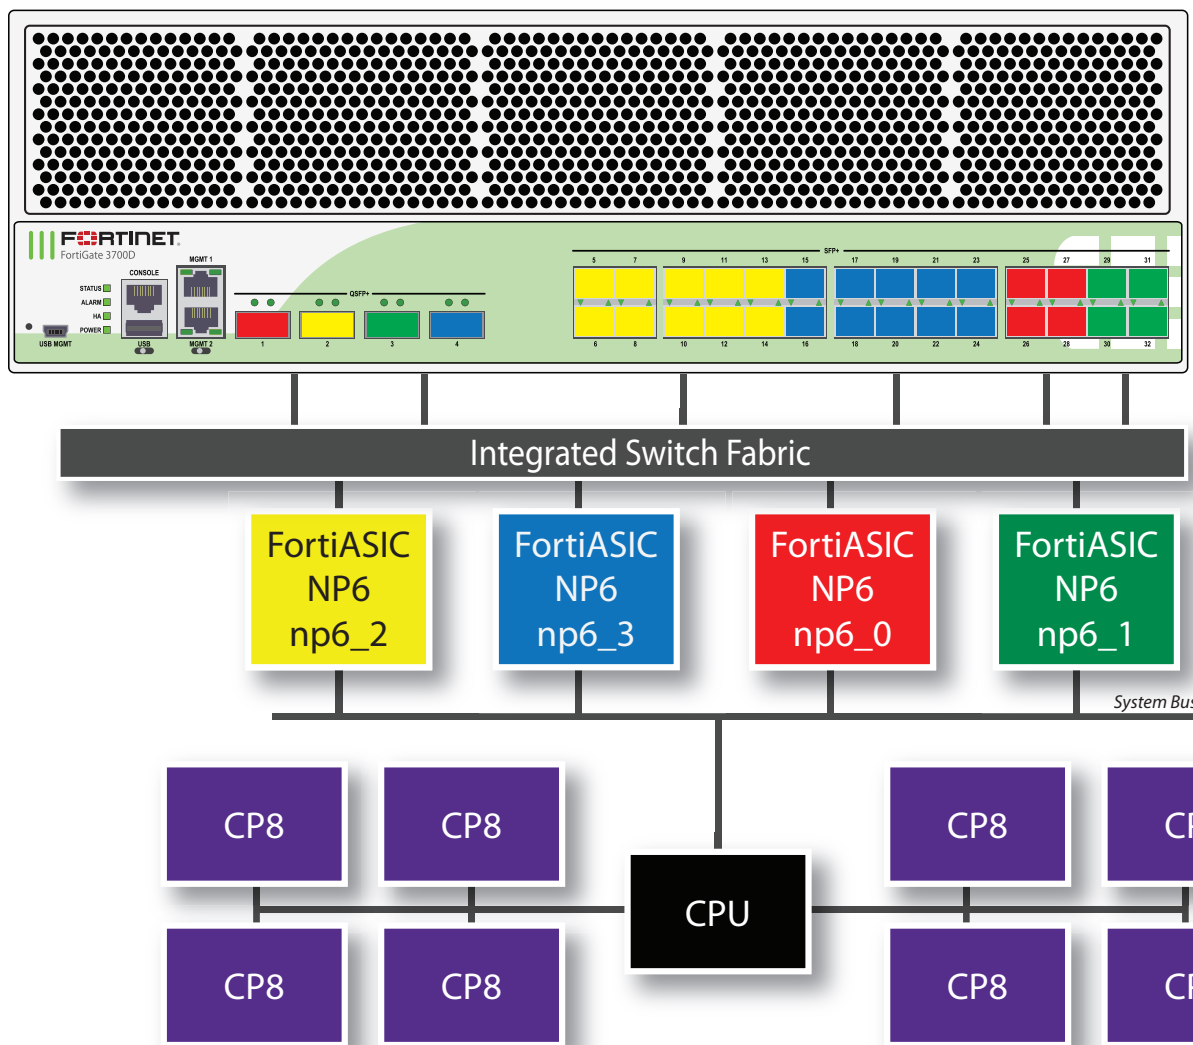 FORTINET
FortiGate 3700D
STATUS
ALARM
HA
POWER
USB MGMT
CONSOLE
USB
MGMT 1
MGMT 2
QSFP+
1 2 3 4
SFP+
5 7 9 11 13 15 17 19 21 23 25 27 29 31
6 8 10 12 14 16 18 20 22 24 26 28 30 32
Integrated Switch Fabric
FortiASIC
NP6
np6_2
FortiASIC
NP6
np6_3
FortiASIC
NP6
np6_0
FortiASIC
NP6
np6_1
System Bus
CP8
CP8
CP8
CP
CPU
CP8
CP8
CP8
CP